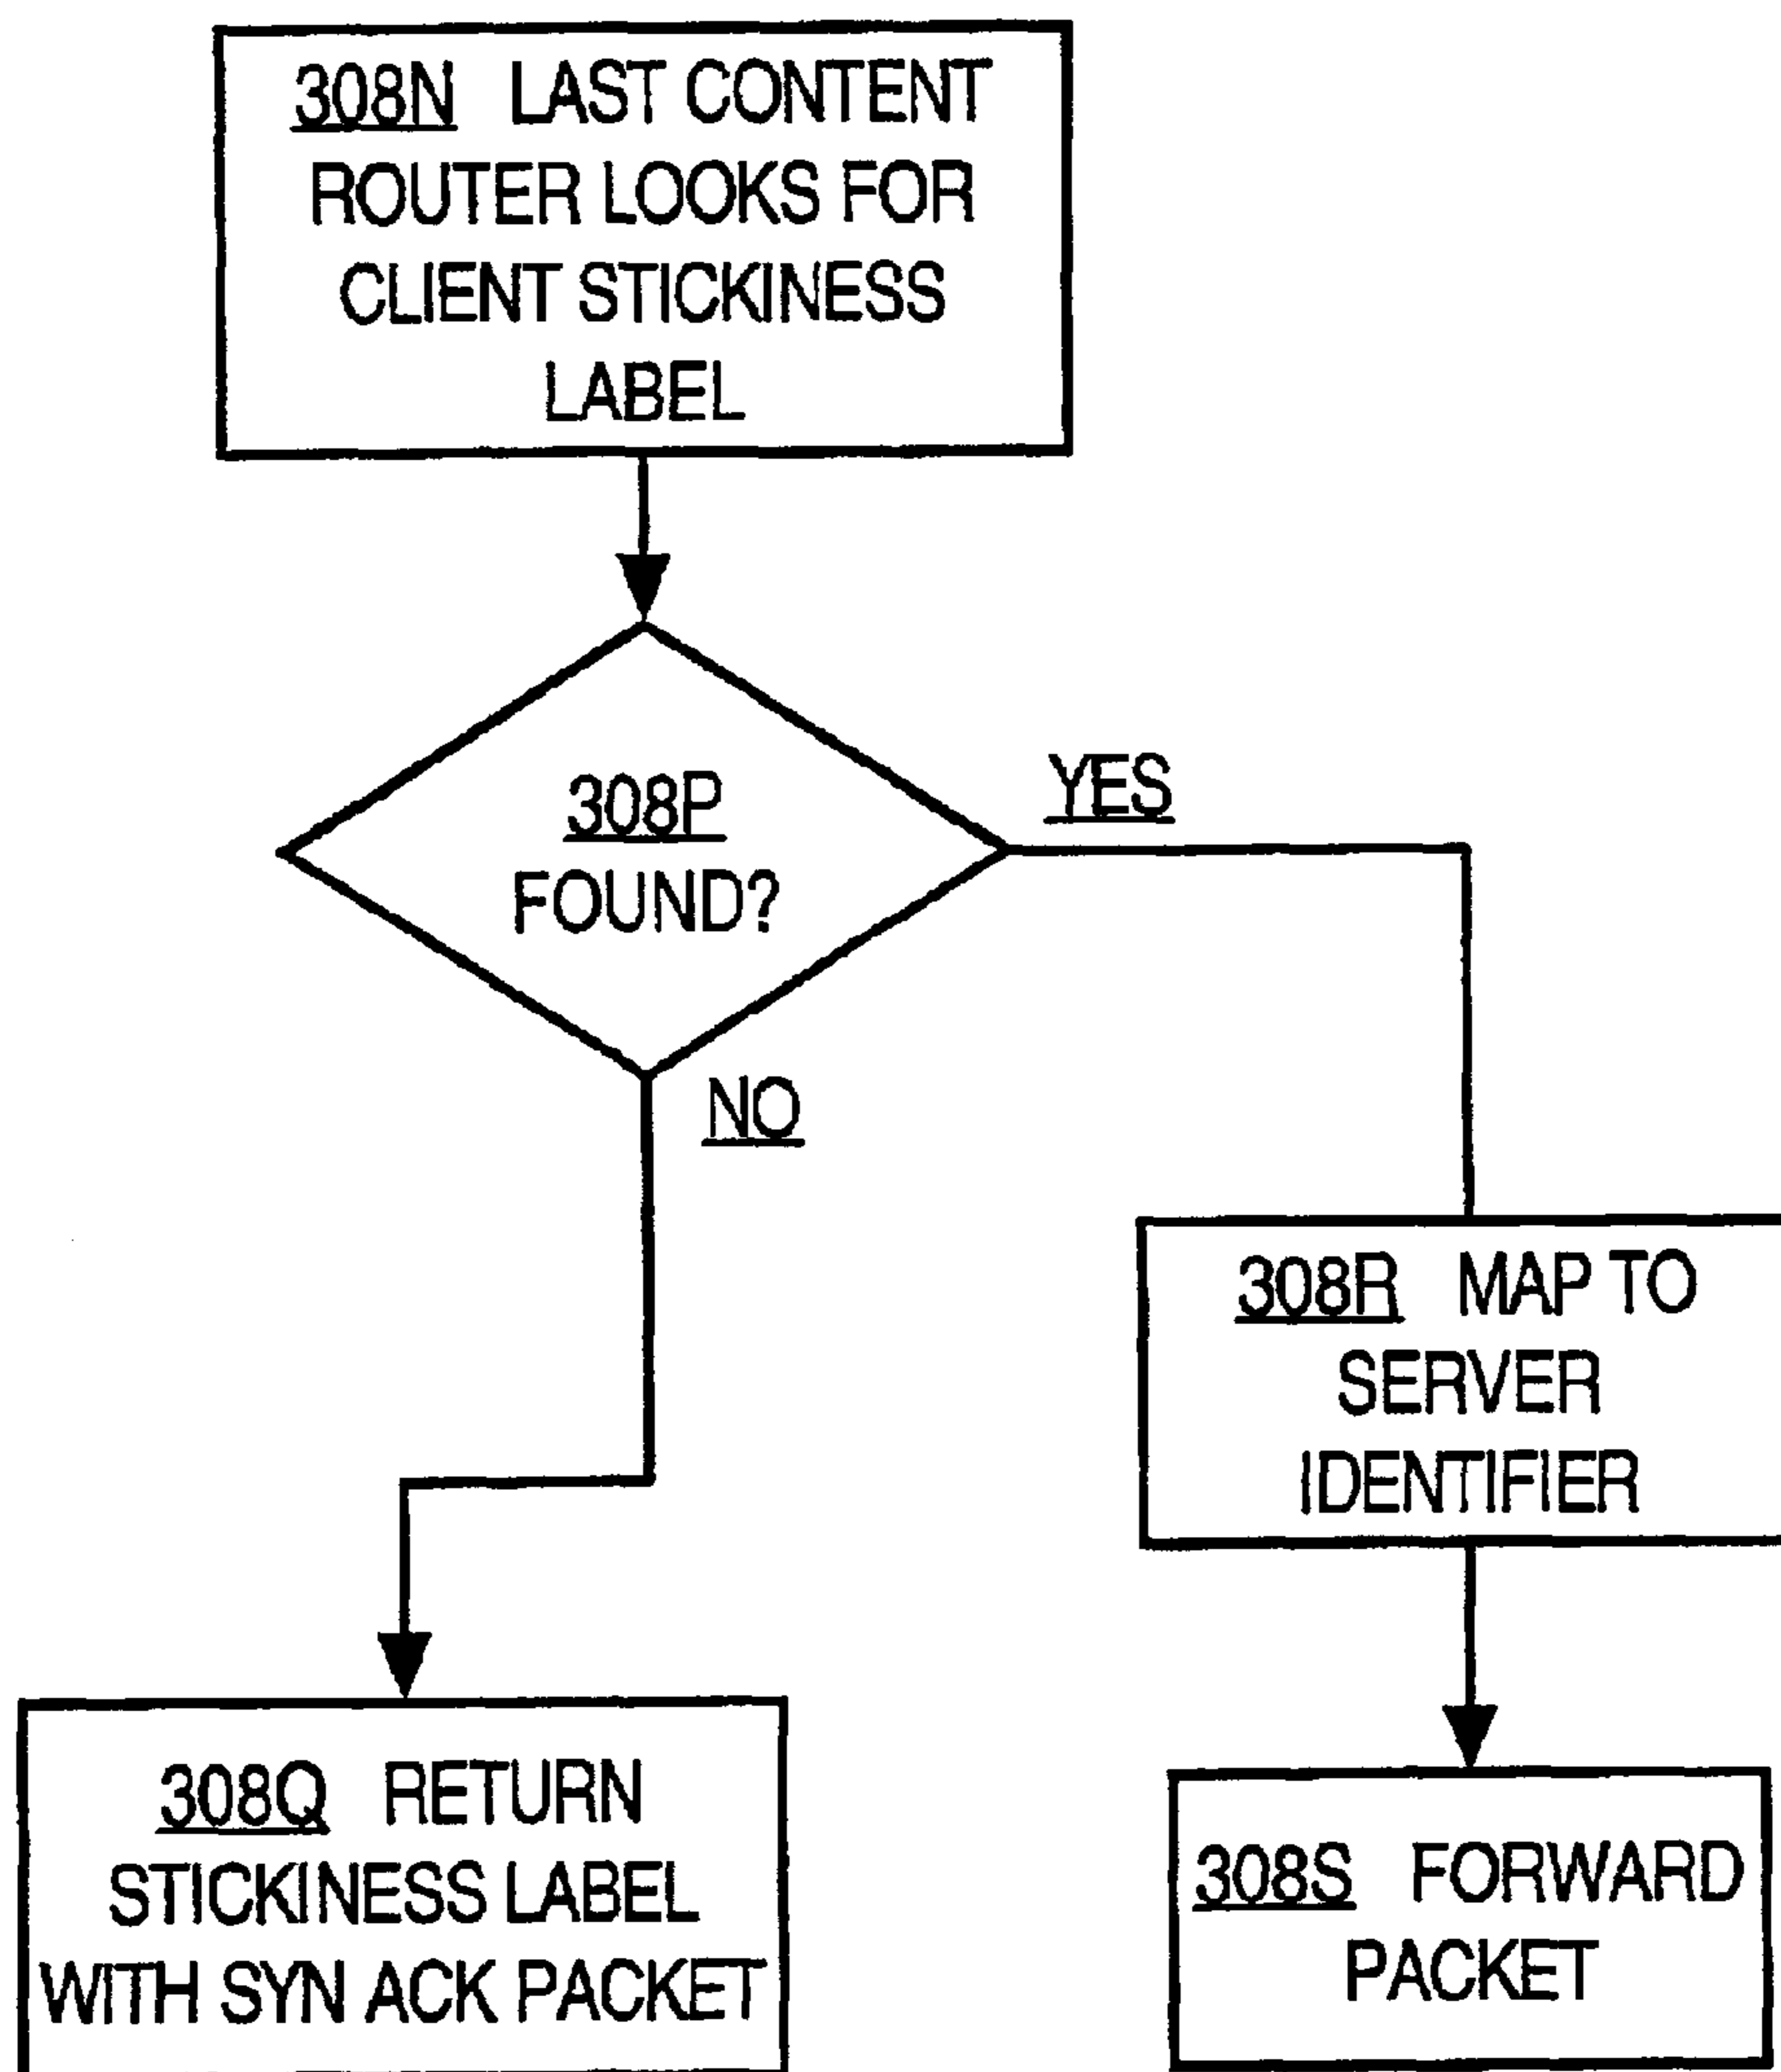 308N LAST CONTENT
ROUTER LOOKS FOR
CLIENT STICKINESS
LABEL
308P
FOUND?
YES
NO
308R MAP TO
SERVER
IDENTIFIER
308Q RETURN
STICKINESS LABEL
WITH SYN ACK PACKET
308S FORWARD
PACKET